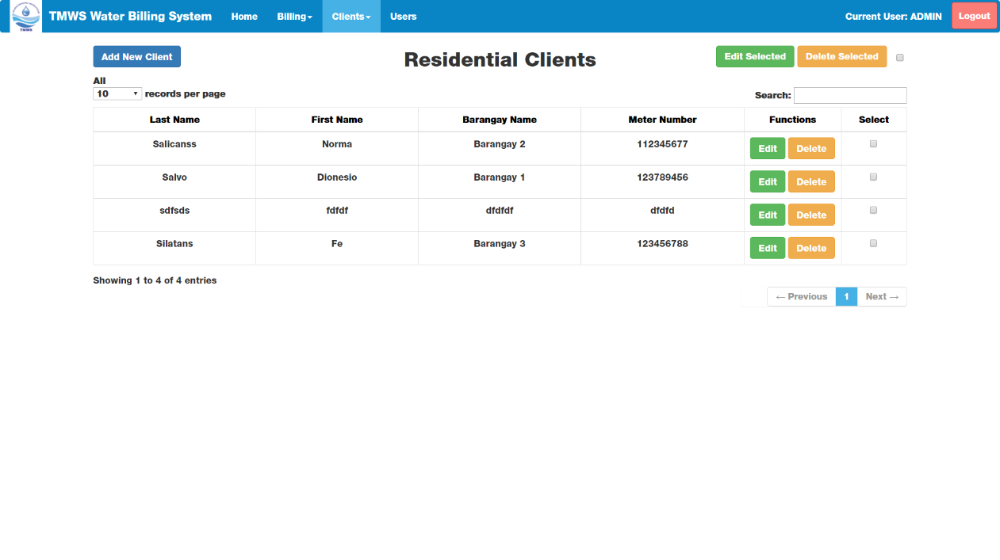 TMWS
TMWS Water Billing System Home Billing Clients Users Current User: ADMIN Logout
Add New Client Residential Clients Edit Selected Delete Selected
All
10 records per page Search:
Last Name First Name Barangay Name Meter Number Functions Select
Salicanss Norma Barangay 2 112345677 Edit Delete
Salvo Dionesio Barangay 1 123789456 Edit Delete
sdfsds fdfdf dfdfdf dfdfd Edit Delete
Silatans Fe Barangay 3 123456788 Edit Delete
Showing 1 to 4 of 4 entries
← Previous 1 Next →